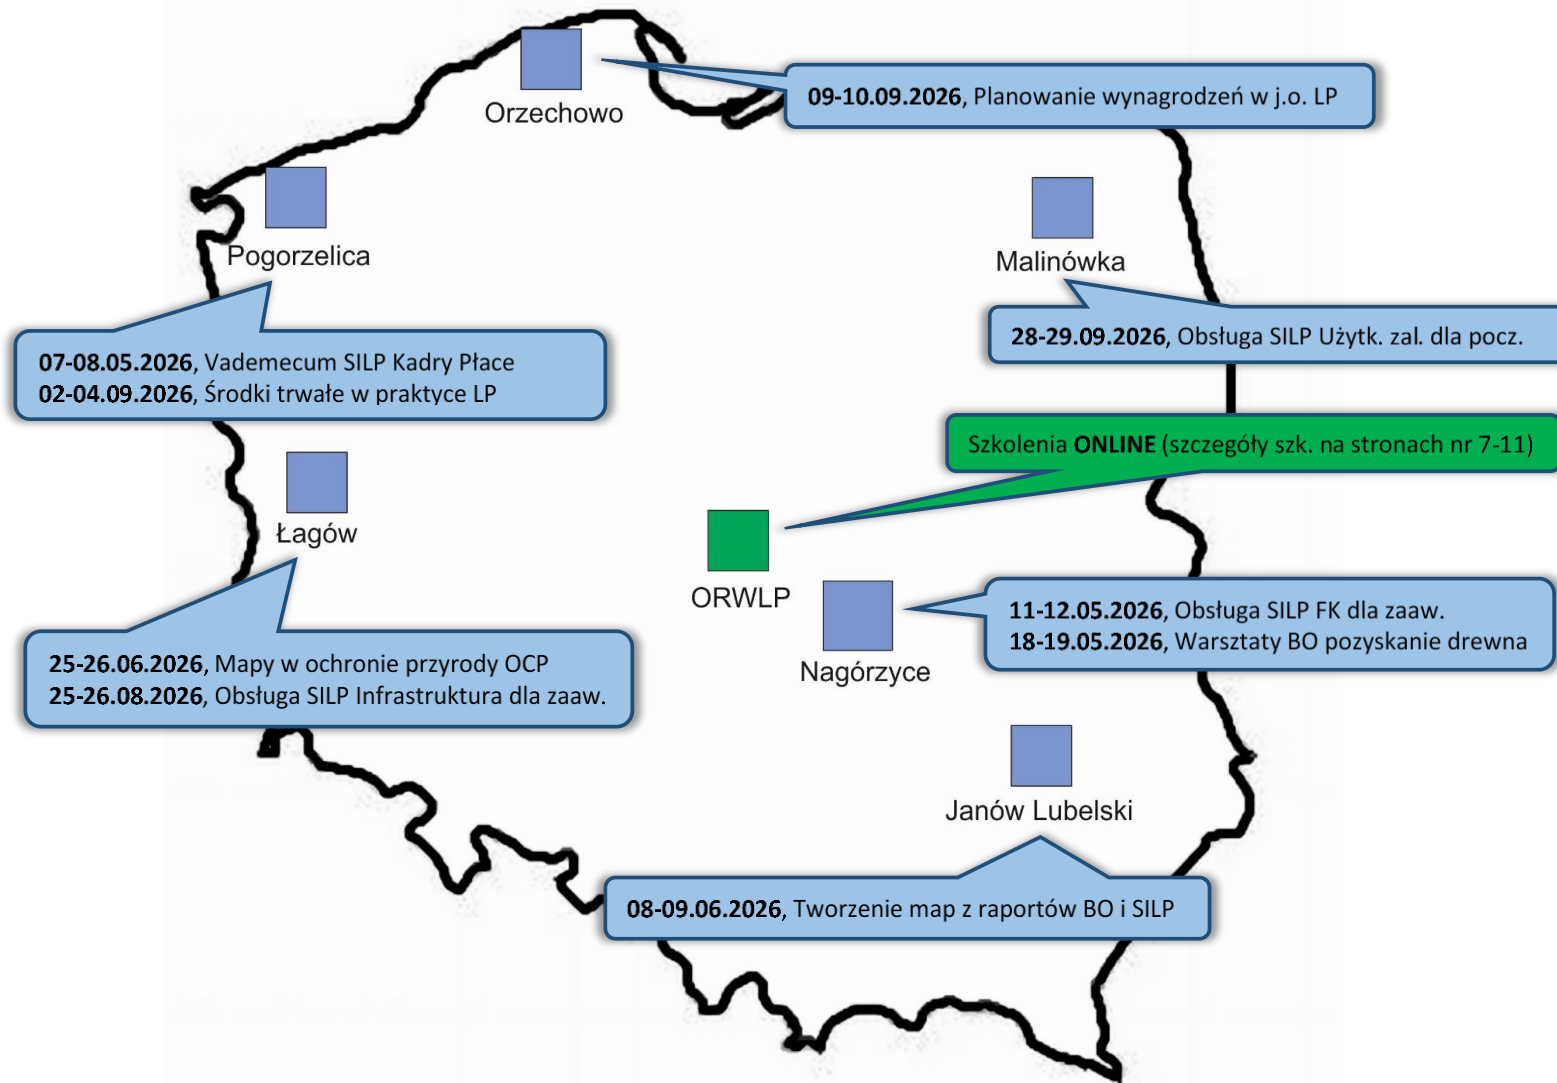 Orzechowo
09-10.09.2026, Planowanie wynagrodzeń w j.o. LP
Pogorzelica
07-08.05.2026, Vademecum SILP Kadry Płace
02-04.09.2026, Środki trwałe w praktyce LP
Malinówka
28-29.09.2026, Obsługa SILP Użytk. zal. dla pocz.
Szkolenia ONLINE (szczegóły szk. na stronach nr 7-11)
ORWLP
Łagów
25-26.06.2026, Mapy w ochronie przyrody OCP
25-26.08.2026, Obsługa SILP Infrastruktura dla zaaw.
Nagórzyce
11-12.05.2026, Obsługa SILP FK dla zaaw.
18-19.05.2026, Warsztaty BO pozyskanie drewna
Janów Lubelski
08-09.06.2026, Tworzenie map z raportów BO i SILP